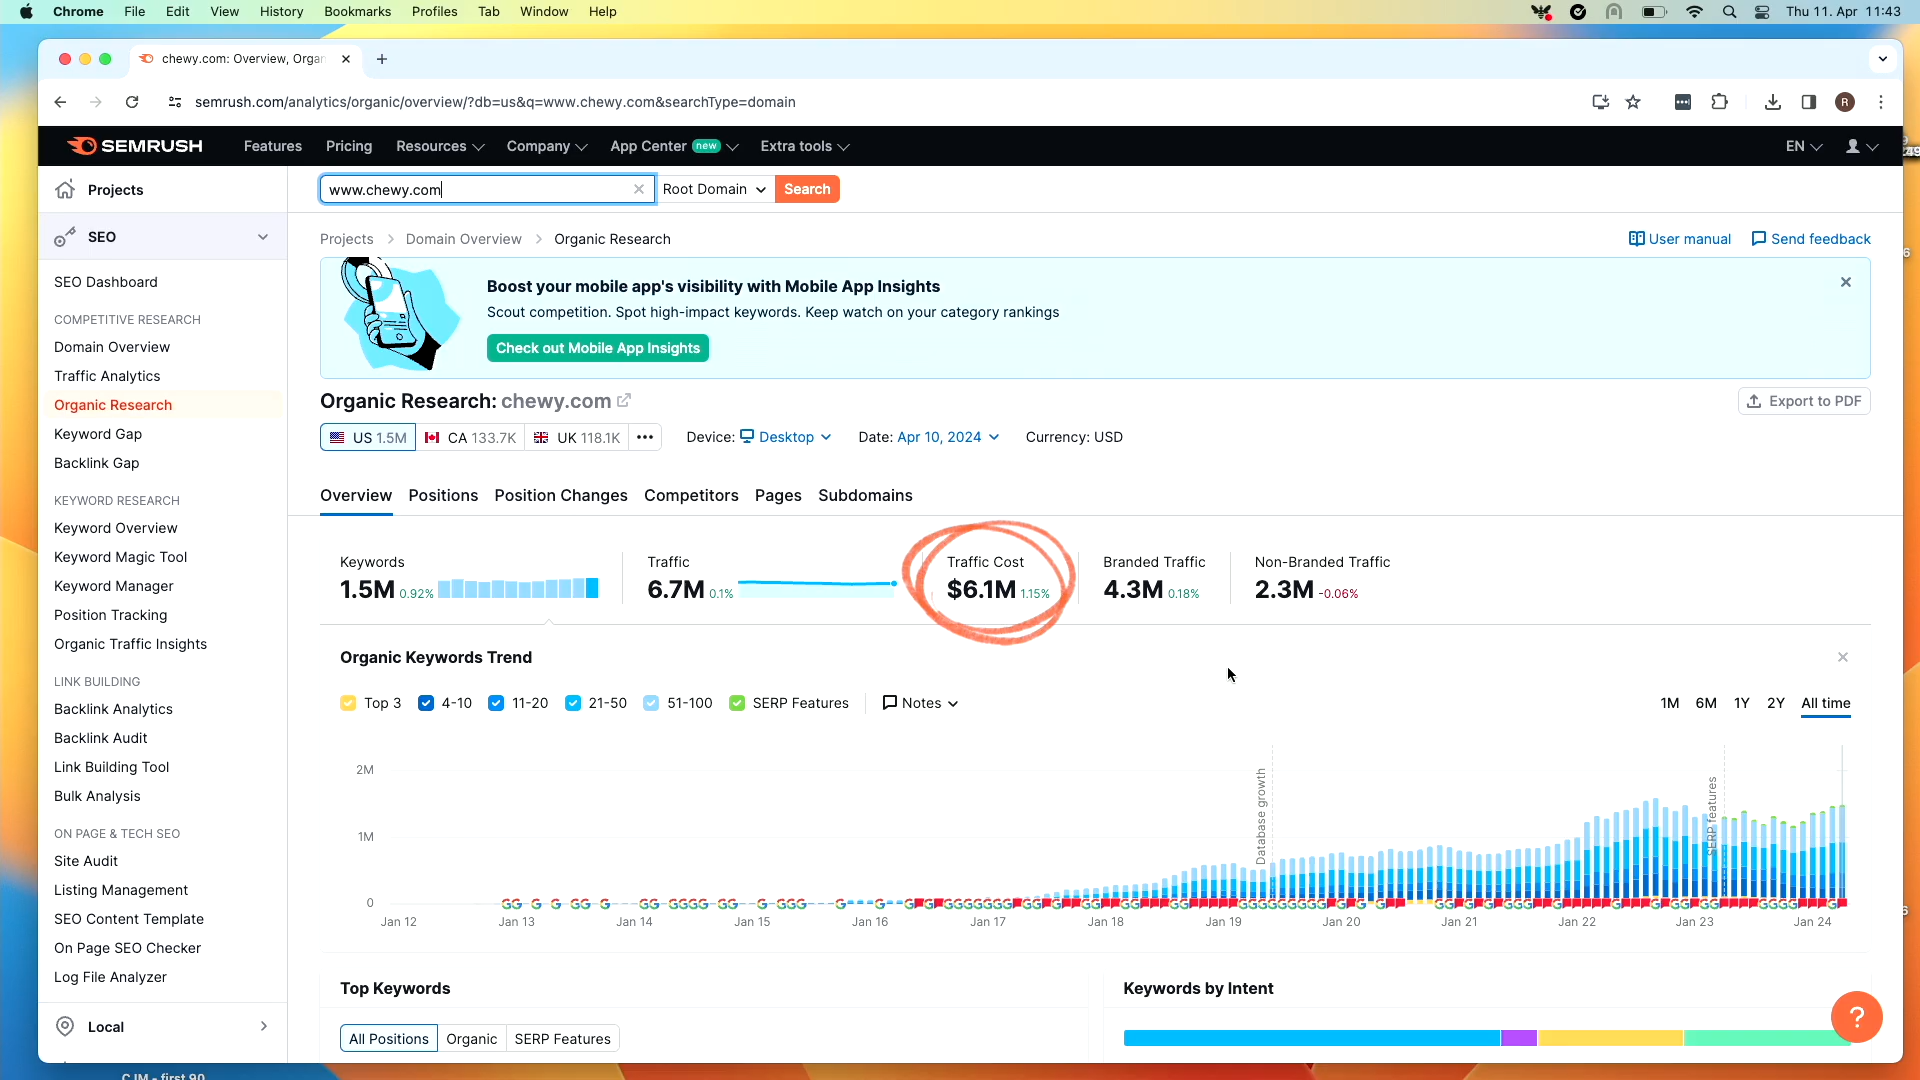 Chrome File Edit View History Bookmarks Profiles Tab Window Help Thu 11. Apr 11:43
chewy.com: Overview, Organ
semrush.com/analytics/organic/overview/?db=us&q=www.chewy.com&searchType=domain
R
SEMRUSH Features Pricing Resources Company App Center new Extra tools EN
Projects
www.chewy.com Root Domain Search
SEO
Projects > Domain Overview > Organic Research User manual Send feedback
SEO Dashboard
COMPETITIVE RESEARCH
Domain Overview
Traffic Analytics
Organic Research
Keyword Gap
Backlink Gap
KEYWORD RESEARCH
Keyword Overview
Keyword Magic Tool
Keyword Manager
Position Tracking
Organic Traffic Insights
LINK BUILDING
Backlink Analytics
Backlink Audit
Link Building Tool
Bulk Analysis
ON PAGE & TECH SEO
Site Audit
Listing Management
SEO Content Template
On Page SEO Checker
Log File Analyzer
Local
Boost your mobile app's visibility with Mobile App Insights
Scout competition. Spot high-impact keywords. Keep watch on your category rankings
Check out Mobile App Insights
Organic Research: chewy.com Export to PDF
US 1.5M CA 133.7K UK 118.1K ••• Device: Desktop Date: Apr 10, 2024 Currency: USD
Overview Positions Position Changes Competitors Pages Subdomains
Keywords Traffic Traffic Cost Branded Traffic Non-Branded Traffic
1.5M 0.92% 6.7M 0.1% $6.1M 1.15% 4.3M 0.18% 2.3M -0.06%
Organic Keywords Trend
Top 3 4-10 11-20 21-50 51-100 SERP Features Notes 1M 6M 1Y 2Y All time
2M
1M
0
Database growth
SERP features
Jan 12 Jan 13 Jan 14 Jan 15 Jan 16 Jan 17 Jan 18 Jan 19 Jan 20 Jan 21 Jan 22 Jan 23 Jan 24
Top Keywords Keywords by Intent
All Positions Organic SERP Features
?
CJM - first 90